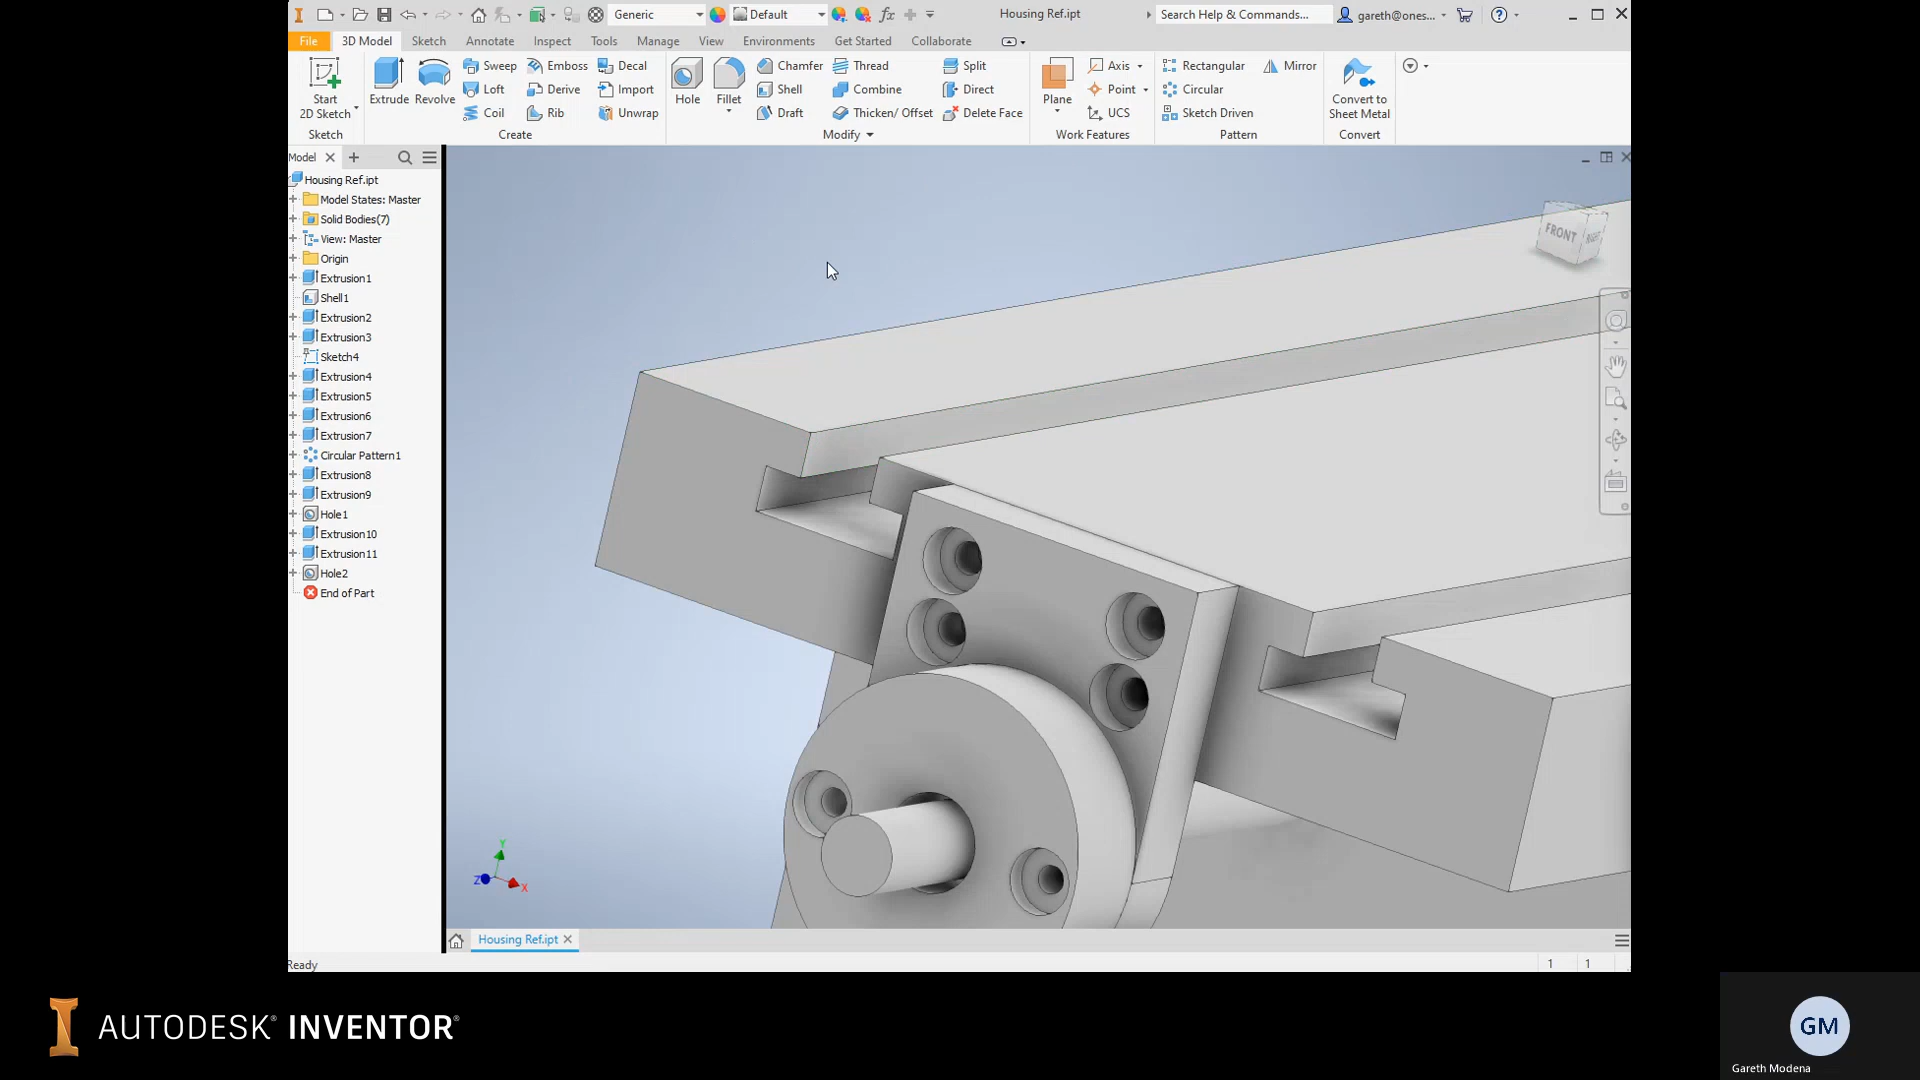 Generic
Default
fx
Housing Ref.ipt
Search Help & Commands...
gareth@ones...
File
3D Model
Sketch
Annotate
Inspect
Tools
Manage
View
Environments
Get Started
Collaborate
Start
2D Sketch
Extrude
Revolve
Sweep
Loft
Coil
Emboss
Derive
Rib
Decal
Import
Unwrap
Hole
Fillet
Chamfer
Shell
Draft
Thread
Combine
Thicken/ Offset
Split
Direct
Delete Face
Plane
Axis
Point
UCS
Rectangular
Circular
Sketch Driven
Mirror
Convert to
Sheet Metal
Sketch
Create
Modify
Work Features
Pattern
Convert
Model
Housing Ref.ipt
Model States: Master
Solid Bodies(7)
View: Master
Origin
Extrusion1
Shell1
Extrusion2
Extrusion3
Sketch4
Extrusion4
Extrusion5
Extrusion6
Extrusion7
Circular Pattern1
Extrusion8
Extrusion9
Hole1
Extrusion10
Extrusion11
Hole2
End of Part
FRONT
RIGHT
Y
Z
X
Housing Ref.ipt
Ready
1
1
AUTODESK® INVENTOR®
GM
Gareth Modena